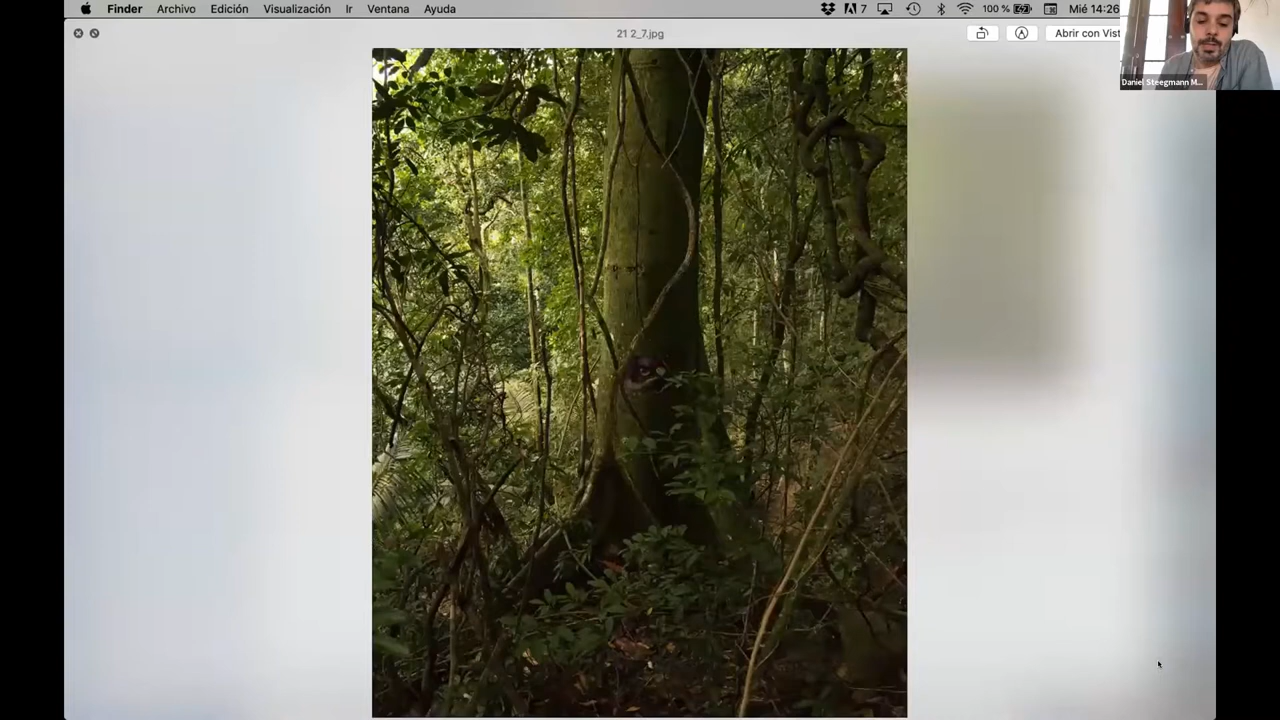 Finder Archivo Edición Visualización Ir Ventana Ayuda
7 100 % Mié 14:26
21 2_7.jpg
Abrir con Vist
Daniel Steegmann M...